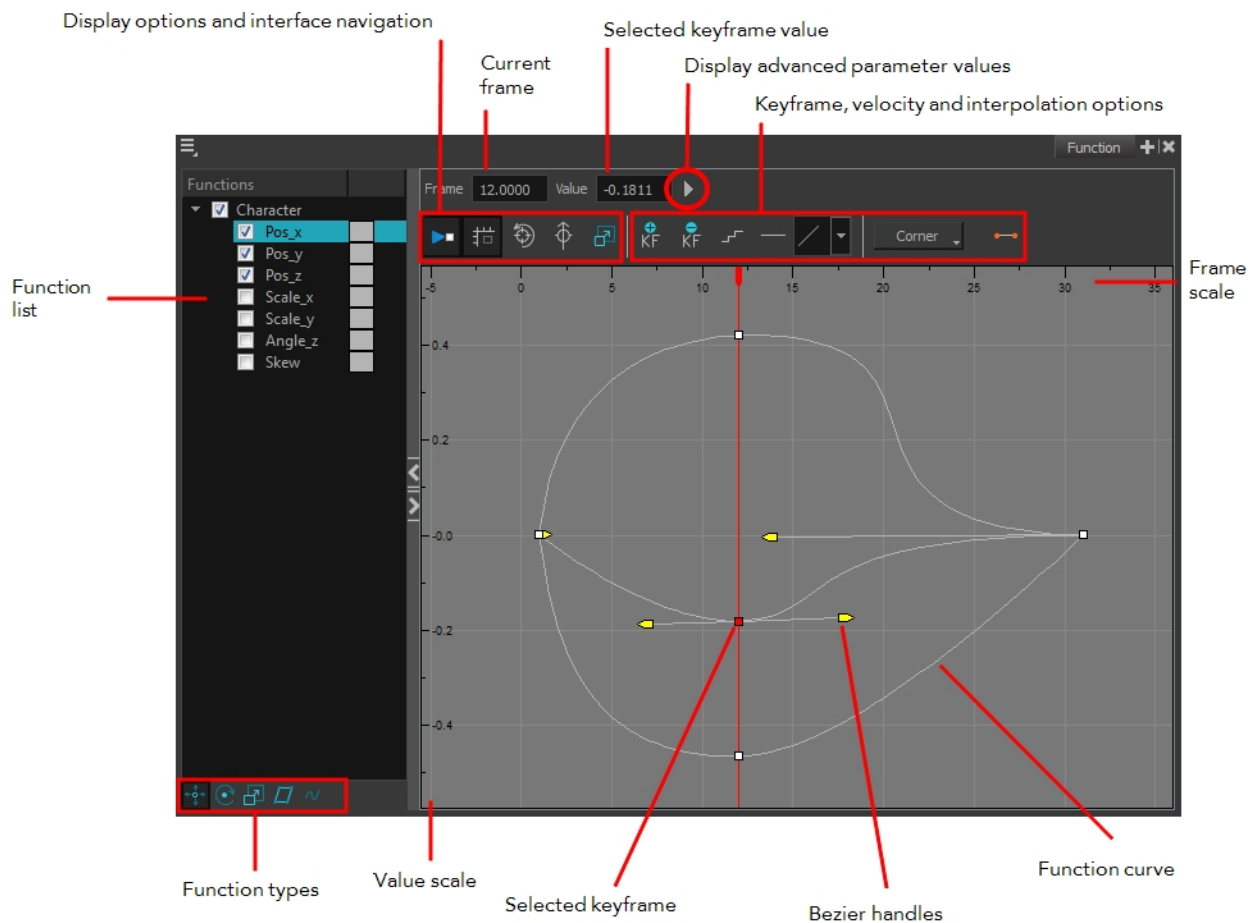 Display options and interface navigation
Selected keyframe value
Current
frame
Display advanced parameter values
Keyframe, velocity and interpolation options
Function
Functions
Frame 12.0000 Value -0.1811
Character
Pos_x
Pos_y
Pos_z
Scale_x
Scale_y
Angle_z
Skew
KF KF Corner
-5 0 5 10 15 20 25 30 35
0.4
-0.2
-0.0
-0.2
-0.4
Function
list
Frame
scale
Function types
Value scale
Selected keyframe
Bezier handles
Function curve